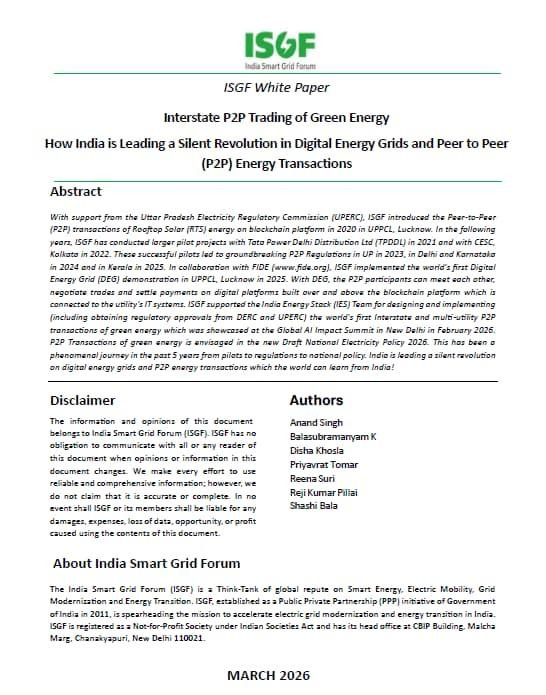 ISGF
India Smart Grid Forum
ISGF White Paper
Interstate P2P Trading of Green Energy
How India is Leading a Silent Revolution in Digital Energy Grids and Peer to Peer
(P2P) Energy Transactions
Abstract
With support from the Uttar Pradesh Electricity Regulatory Commission (UPERC), ISGF introduced the Peer-to-Peer
(P2P) transactions of Rooftop Solar (RTS) energy on blockchain platform in 2020 in UPPCL, Lucknow. In the following
years, ISGF has conducted larger pilot projects with Tata Power Delhi Distribution Ltd (TPDDL) in 2021 and with CESC,
Kolkata in 2022. These successful pilots led to groundbreaking P2P Regulations in UP in 2023, in Delhi and Karnataka
in 2024 and in Kerala in 2025. In collaboration with FIDE (www.fide.org), ISGF implemented the world's first Digital
Energy Grid (DEG) demonstration in UPPCL, Lucknow in 2025. With DEG, the P2P participants can meet each other,
negotiate trades and settle payments on digital platforms built over and above the blockchain platform which is
connected to the utility's IT systems. ISGF supported the India Energy Stack (IES) Team for designing and implementing
(including obtaining regulatory approvals from DERC and UPERC) the world's first Interstate and multi-utility P2P
transactions of green energy which was showcased at the Global AI Impact Summit in New Delhi in February 2026.
P2P Transactions of green energy is envisaged in the new Draft National Electricity Policy 2026. This has been a
phenomenal journey in the past 5 years from pilots to regulations to national policy. India is leading a silent revolution
on digital energy grids and P2P energy transactions which the world can learn from India!
Disclaimer
The information and opinions of this document
belongs to India Smart Grid Forum (ISGF). ISGF has no
obligation to communicate with all or any reader of
this document when opinions or information in this
document changes. We make every effort to use
reliable and comprehensive information; however, we
do not claim that it is accurate or complete. In no
event shall ISGF or its members shall be liable for any
damages, expenses, loss of data, opportunity, or profit
caused using the contents of this document.
Authors
Anand Singh
Balasubramanyam K
Disha Khosla
Priyavrat Tomar
Reena Suri
Reji Kumar Pillai
Shashi Bala
About India Smart Grid Forum
The India Smart Grid Forum (ISGF) is a Think-Tank of global repute on Smart Energy, Electric Mobility, Grid
Modernization and Energy Transition. ISGF, established as a Public Private Partnership (PPP) initiative of Government
of India in 2011, is spearheading the mission to accelerate electric grid modernization and energy transition in India.
ISGF is registered as a Not-for-Profit Society under Indian Societies Act and has its head office at CBIP Building, Malcha
Marg, Chanakyapuri, New Delhi 110021.
MARCH 2026